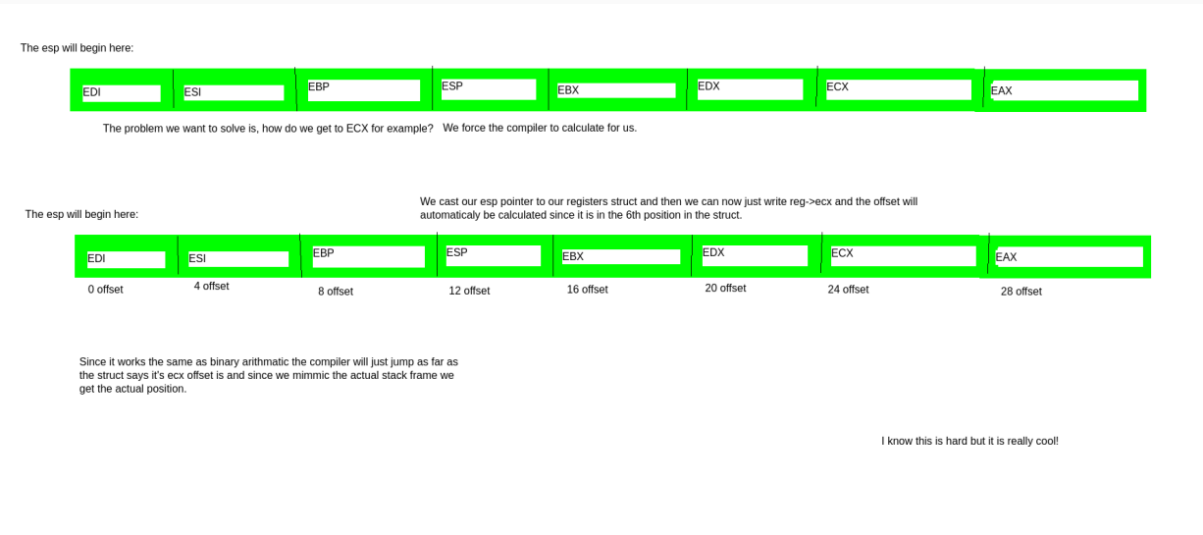 The esp will begin here:
EDI ESI EBP ESP EBX EDX ECX EAX
The problem we want to solve is, how do we get to ECX for example? We force the compiler to calculate for us.
We cast our esp pointer to our registers struct and then we can now just write reg->ecx and the offset will
automaticaly be calculated since it is in the 6th position in the struct.
The esp will begin here:
EDI ESI EBP ESP EBX EDX ECX EAX
0 offset 4 offset 8 offset 12 offset 16 offset 20 offset 24 offset 28 offset
Since it works the same as binary arithmatic the compiler will just jump as far as
the struct says it's ecx offset is and since we mimmic the actual stack frame we
get the actual position.
I know this is hard but it is really cool!